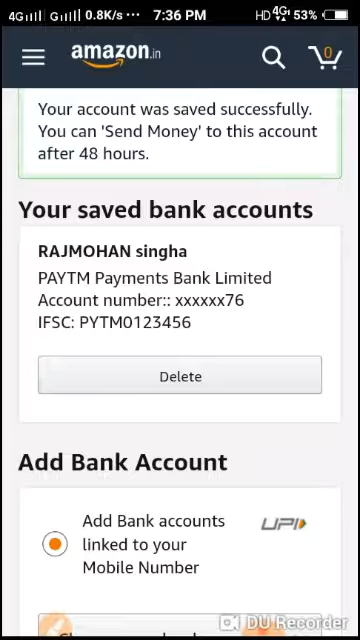 4G 0.8K/s ... 7:36 PM HD 4G 53%
amazon.in
0
Your account was saved successfully.
You can 'Send Money' to this account
after 48 hours.
Your saved bank accounts
RAJMOHAN singha
PAYTM Payments Bank Limited
Account number:: xxxxxx76
IFSC: PYTM0123456
Delete
Add Bank Account
Add Bank accounts
UPI
linked to your
Mobile Number
DU Recorder